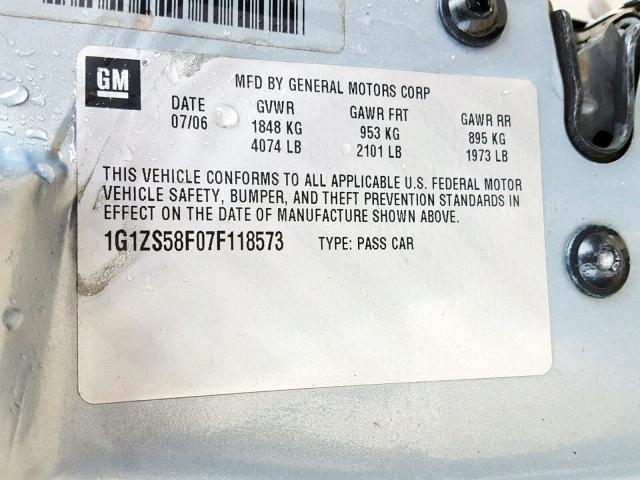 GM
MFD BY GENERAL MOTORS CORP
DATE GVWR GAWR FRT GAWR RR
07/06 1848 KG 953 KG 895 KG
4074 LB 2101 LB 1973 LB
THIS VEHICLE CONFORMS TO ALL APPLICABLE U.S. FEDERAL MOTOR
VEHICLE SAFETY, BUMPER, AND THEFT PREVENTION STANDARDS IN
EFFECT ON THE DATE OF MANUFACTURE SHOWN ABOVE.
1G1ZS58F07F118573 TYPE: PASS CAR